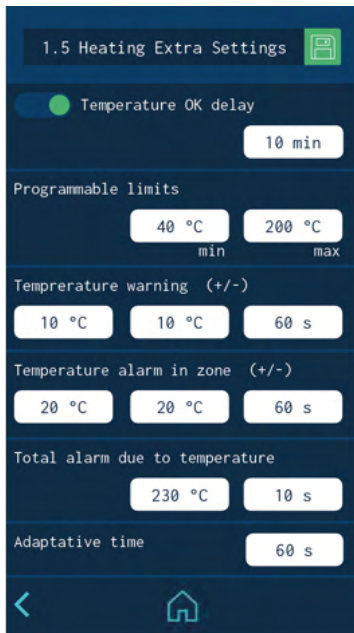 1.5 Heating Extra Settings
Temperature OK delay
10 min
Programmable limits
40 °C 200 °C
min max
Temprerature warning (+/-)
10 °C 10 °C 60 s
Temperature alarm in zone (+/-)
20 °C 20 °C 60 s
Total alarm due to temperature
230 °C 10 s
Adaptative time
60 s